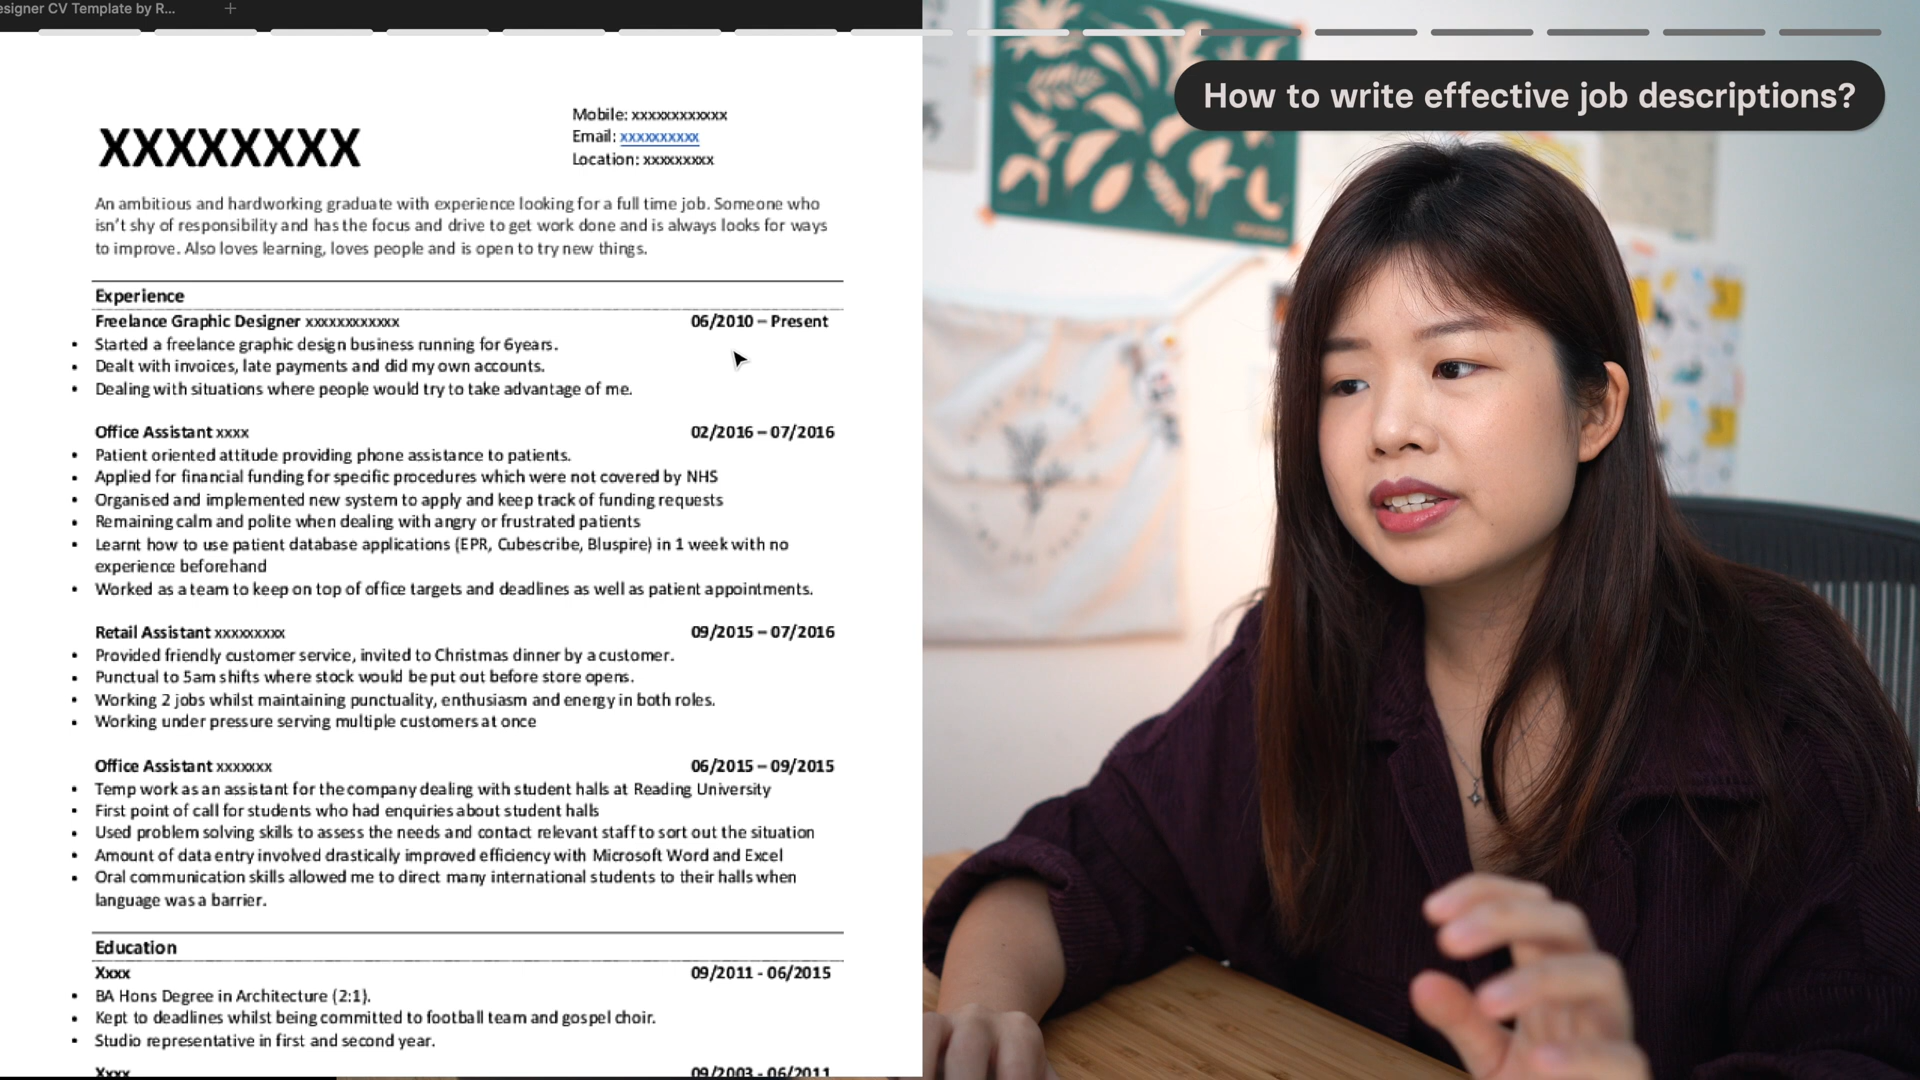 esigner CV Template by R...
How to write effective job descriptions?
XXXXXXXX
Mobile: xxxxxxxxxxxx
Email: xxxxxxxxxx
Location: xxxxxxxxx
An ambitious and hardworking graduate with experience looking for a full time job. Someone who
isn't shy of responsibility and has the focus and drive to get work done and is always looks for ways
to improve. Also loves learning, loves people and is open to try new things.
Experience
Freelance Graphic Designer xxxxxxxxxxxx 06/2010 – Present
• Started a freelance graphic design business running for 6years.
• Dealt with invoices, late payments and did my own accounts.
• Dealing with situations where people would try to take advantage of me.
Office Assistant xxxx 02/2016 – 07/2016
• Patient oriented attitude providing phone assistance to patients.
• Applied for financial funding for specific procedures which were not covered by NHS
• Organised and implemented new system to apply and keep track of funding requests
• Remaining calm and polite when dealing with angry or frustrated patients
• Learnt how to use patient database applications (EPR, Cubescribe, Bluspire) in 1 week with no
experience beforehand
• Worked as a team to keep on top of office targets and deadlines as well as patient appointments.
Retail Assistant xxxxxxxxx 09/2015 – 07/2016
• Provided friendly customer service, invited to Christmas dinner by a customer.
• Punctual to 5am shifts where stock would be put out before store opens.
• Working 2 jobs whilst maintaining punctuality, enthusiasm and energy in both roles.
• Working under pressure serving multiple customers at once
Office Assistant xxxxxxx 06/2015 – 09/2015
• Temp work as an assistant for the company dealing with student halls at Reading University
• First point of call for students who had enquiries about student halls
• Used problem solving skills to assess the needs and contact relevant staff to sort out the situation
• Amount of data entry involved drastically improved efficiency with Microsoft Word and Excel
• Oral communication skills allowed me to direct many international students to their halls when
language was a barrier.
Education
Xxxx 09/2011 - 06/2015
• BA Hons Degree in Architecture (2:1).
• Kept to deadlines whilst being committed to football team and gospel choir.
• Studio representative in first and second year.
Xxxx 09/2003 - 06/2011